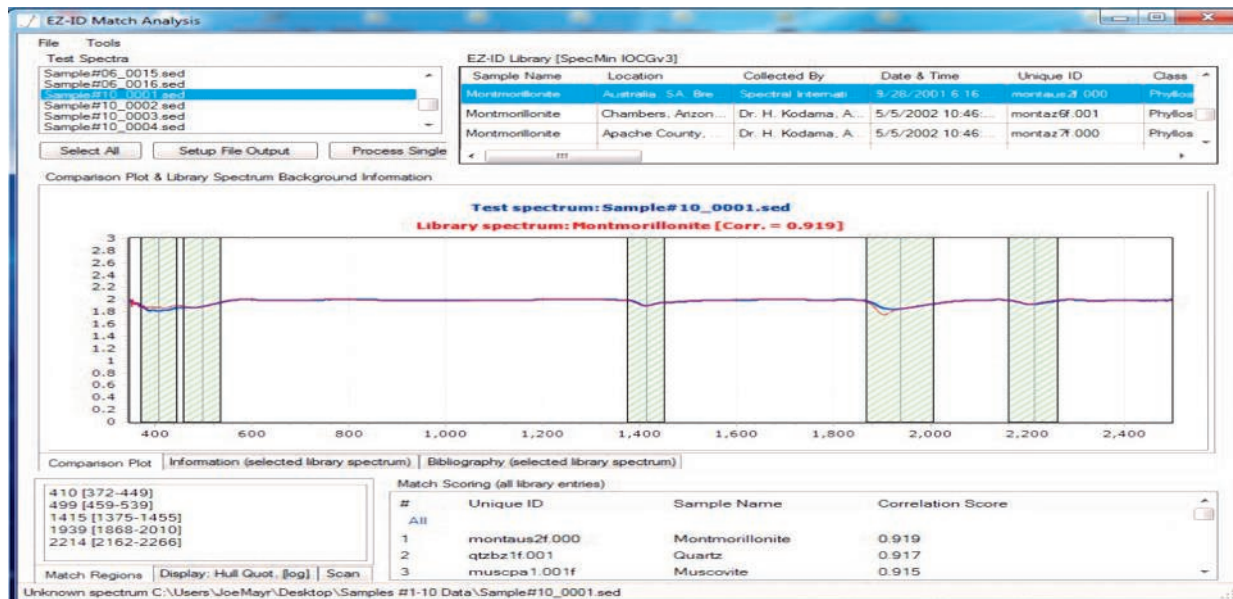 EZ-ID Match Analysis
File Tools
Test Spectra
Sample#06_0015.sed
Sample#06_0016.sed
Sample#10_0001.sed
Sample#10_0002.sed
Sample#10_0003.sed
Sample#10_0004.sed
Select All Setup File Output Process Single
EZ-ID Library [SpecMin IOCGv3]
Sample Name Location Collected By Date & Time Unique ID Class
Montmorillonite Australia. S.A. Bre Spectral Internati 9/28/2001 6:16 montaus2f.000 Phyllos
Montmorillonite Chambers, Arizon... Dr. H. Kodama, A... 5/5/2002 10:46:... montaz6f.001 Phyllos
Montmorillonite Apache County, ... Dr. H. Kodama, A... 5/5/2002 10:46:... montaz7f.000 Phyllos
Comparison Plot & Library Spectrum Background Information
Test spectrum: Sample#10_0001.sed
Library spectrum: Montmorillonite [Corr. = 0.919]
3
2.8
2.6
2.4
2.2
2
1.8
1.6
1.4
1.2
1
0.8
0.6
0.4
0.2
0
400 600 800 1,000 1,200 1,400 1,600 1,800 2,000 2,200 2,400
Comparison Plot Information (selected library spectrum) Bibliography (selected library spectrum)
410 [372-449]
499 [459-539]
1415 [1375-1455]
1939 [1868-2010]
2214 [2162-2266]
Match Regions Display: Hull Quot, [log] Scan
Match Scoring (all library entries)
# Unique ID Sample Name Correlation Score
All
1 montaus2f.000 Montmorillonite 0.919
2 qtzbz1f.001 Quartz 0.917
3 muscpa1.001f Muscovite 0.915
Unknown spectrum C:\Users\JoeMayr\Desktop\Samples #1-10 Data\Sample#10_0001.sed